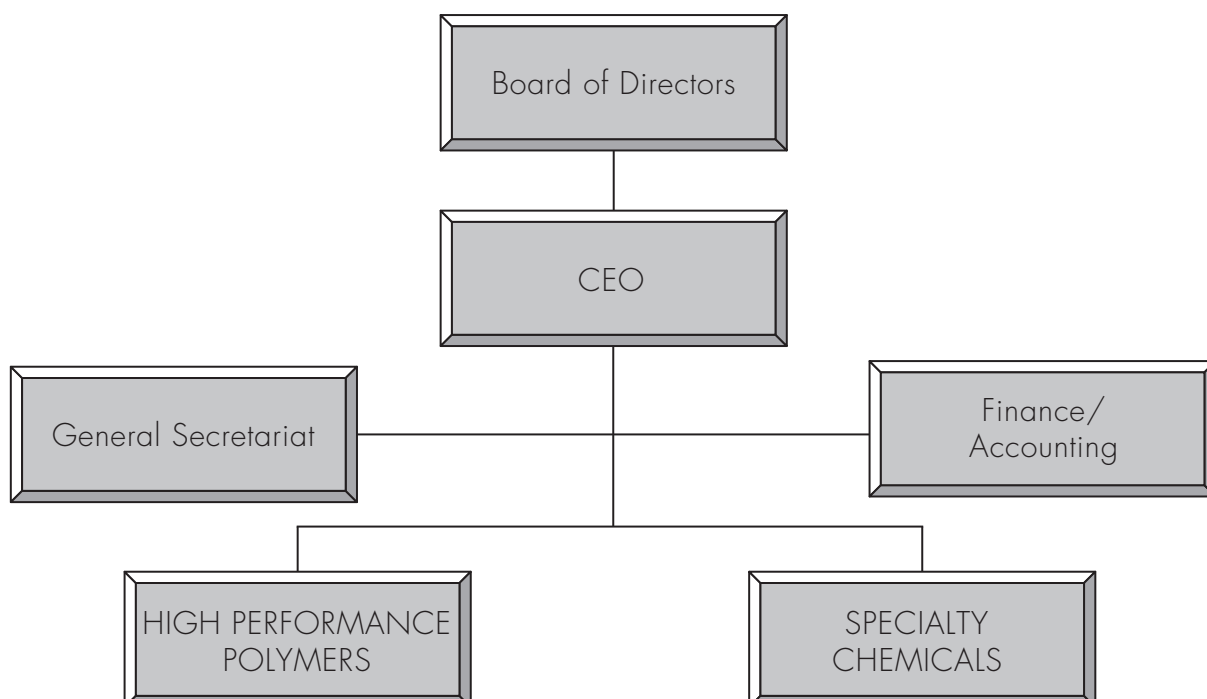 Board of Directors
CEO
General Secretariat
Finance/
Accounting
HIGH PERFORMANCE
POLYMERS
SPECIALTY
CHEMICALS